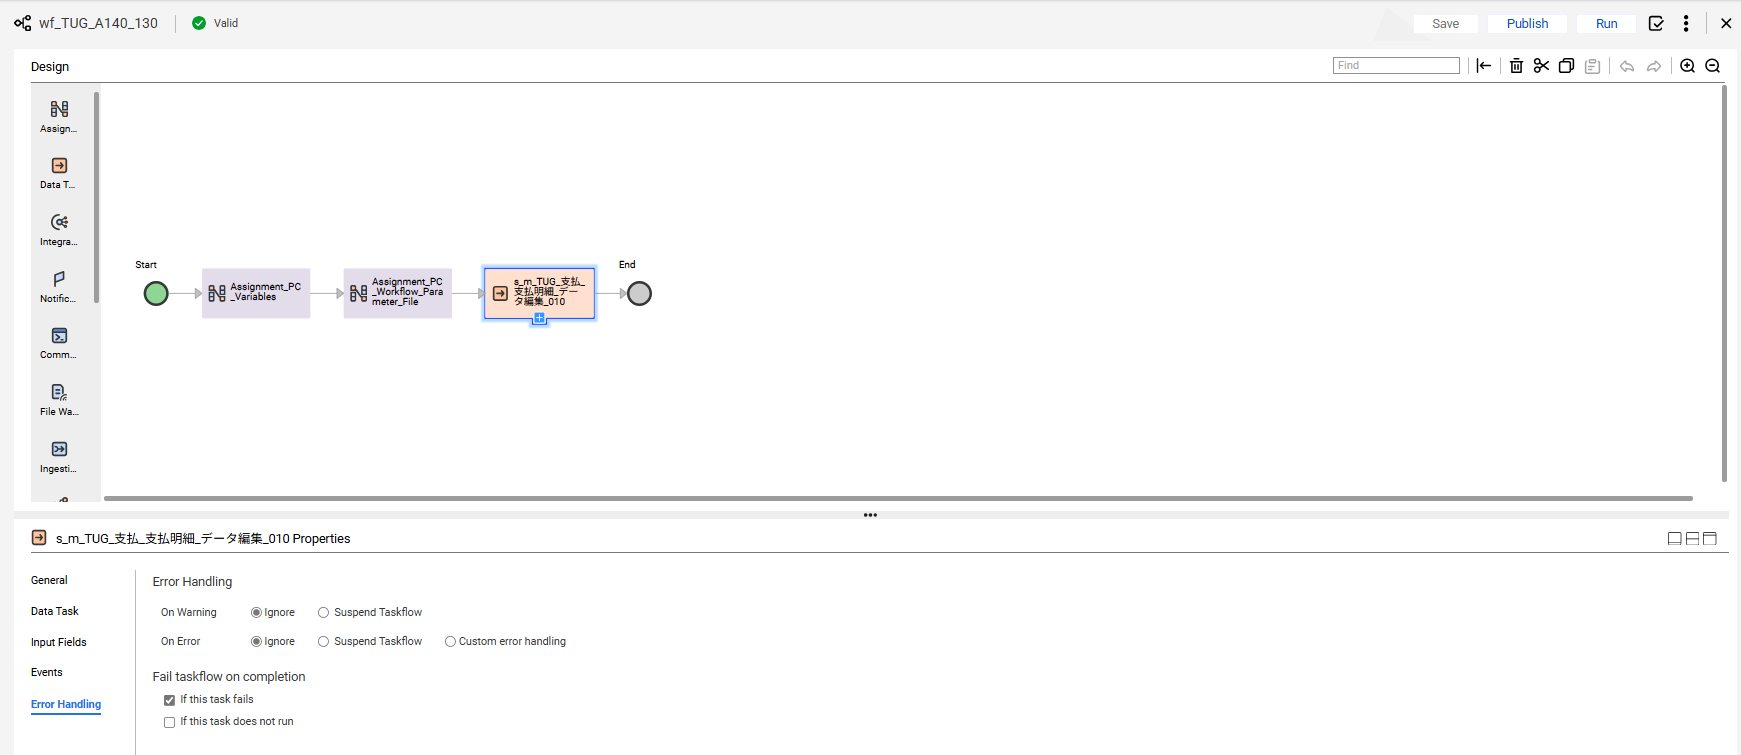 wf_TUG_A140_130
Valid
Save
Publish
Run
Design
Find
Assign...
Data T...
Integra...
Notific...
Comm...
File Wa...
Ingesti...
Start
Assignment_PC
_Variables
Assignment_PC
_Workflow_Para
meter_File
s_m_TUG_支払_
支払明細_デー
タ編集_010
End
s_m_TUG_支払_支払明細_データ編集_010 Properties
General
Data Task
Input Fields
Events
Error Handling
Error Handling
On Warning Ignore Suspend Taskflow
On Error Ignore Suspend Taskflow Custom error handling
Fail taskflow on completion
If this task fails
If this task does not run